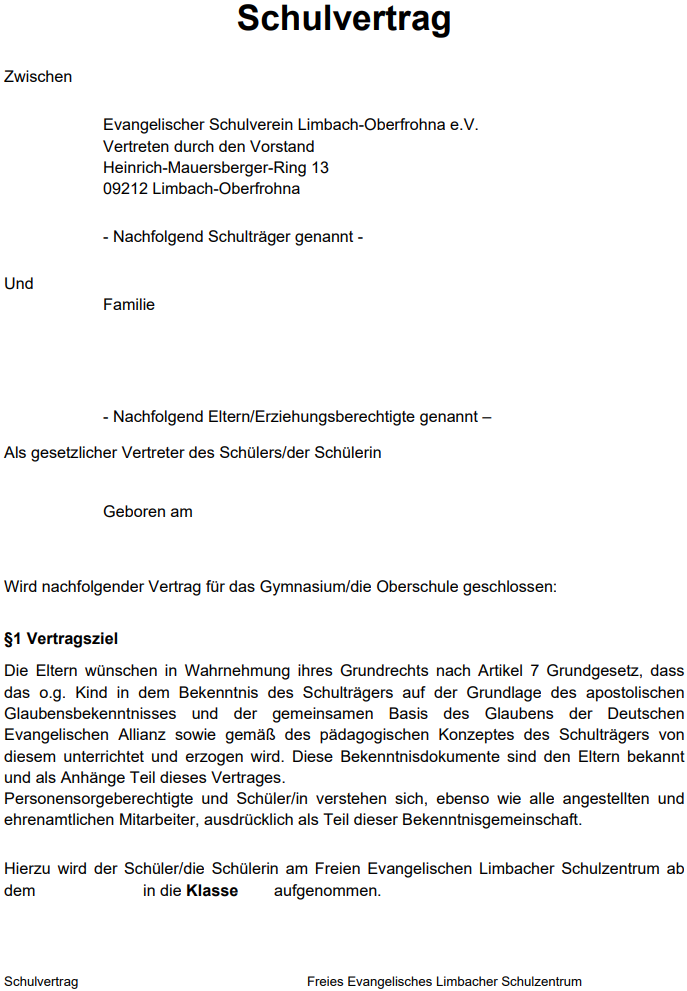 Schulvertrag
Zwischen
Evangelischer Schulverein Limbach-Oberfrohna e.V.
Vertreten durch den Vorstand
Heinrich-Mauersberger-Ring 13
09212 Limbach-Oberfrohna
- Nachfolgend Schulträger genannt -
Und
Familie
- Nachfolgend Eltern/Erziehungsberechtigte genannt –
Als gesetzlicher Vertreter des Schülers/der Schülerin
Geboren am
Wird nachfolgender Vertrag für das Gymnasium/die Oberschule geschlossen:
§1 Vertragsziel
Die Eltern wünschen in Wahrnehmung ihres Grundrechts nach Artikel 7 Grundgesetz, dass
das o.g. Kind in dem Bekenntnis des Schulträgers auf der Grundlage des apostolischen
Glaubensbekenntnisses und der gemeinsamen Basis des Glaubens der Deutschen
Evangelischen Allianz sowie gemäß des pädagogischen Konzeptes des Schulträgers von
diesem unterrichtet und erzogen wird. Diese Bekenntnisdokumente sind den Eltern bekannt
und als Anhänge Teil dieses Vertrages.
Personensorgeberechtigte und Schüler/in verstehen sich, ebenso wie alle angestellten und
ehrenamtlichen Mitarbeiter, ausdrücklich als Teil dieser Bekenntnisgemeinschaft.
Hierzu wird der Schüler/die Schülerin am Freien Evangelischen Limbacher Schulzentrum ab
dem in die Klasse aufgenommen.
Schulvertrag Freies Evangelisches Limbacher Schulzentrum